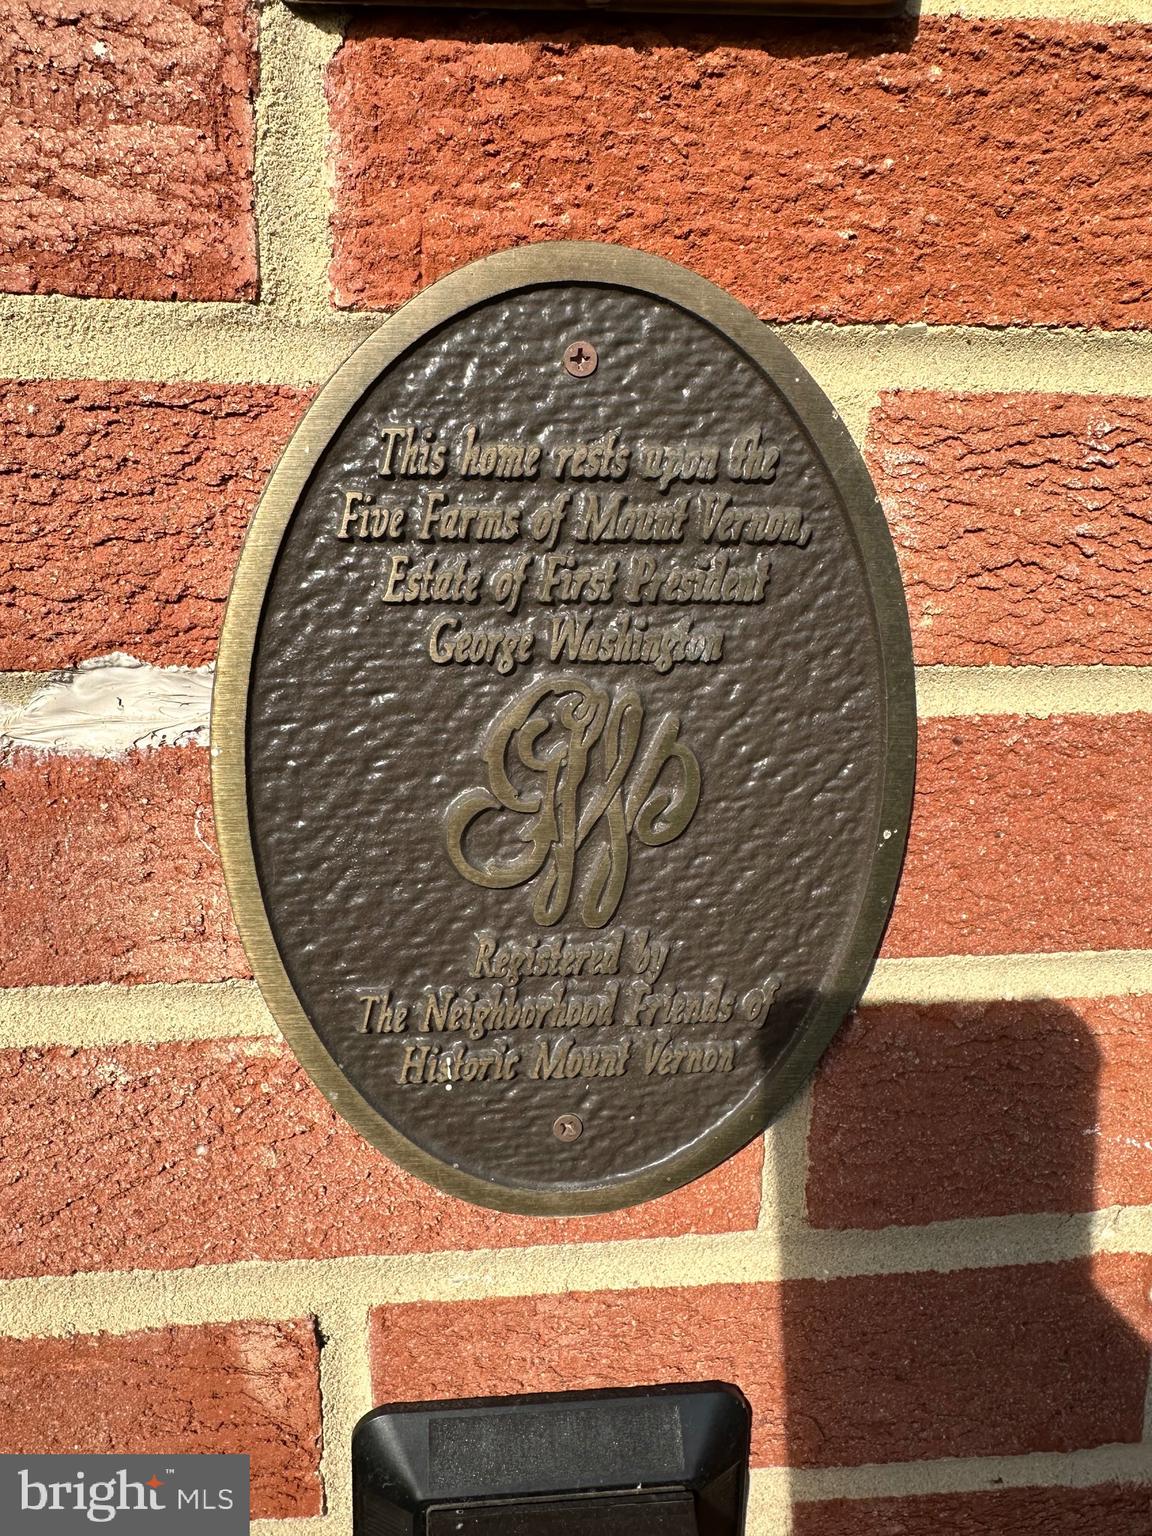 This home rests upon the
Five Farms of Mount Vernon,
Estate of First President
George Washington
GW
Registered by
The Neighborhood Friends of
Historic Mount Vernon
bright™ MLS